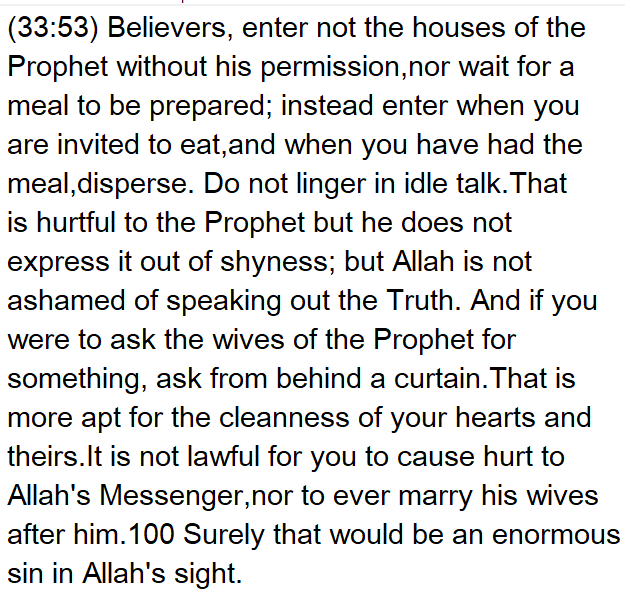 (33:53) Believers, enter not the houses of the
Prophet without his permission,nor wait for a
meal to be prepared; instead enter when you
are invited to eat,and when you have had the
meal,disperse. Do not linger in idle talk.That
is hurtful to the Prophet but he does not
express it out of shyness; but Allah is not
ashamed of speaking out the Truth. And if you
were to ask the wives of the Prophet for
something, ask from behind a curtain.That is
more apt for the cleanness of your hearts and
theirs.It is not lawful for you to cause hurt to
Allah's Messenger,nor to ever marry his wives
after him.100 Surely that would be an enormous
sin in Allah's sight.